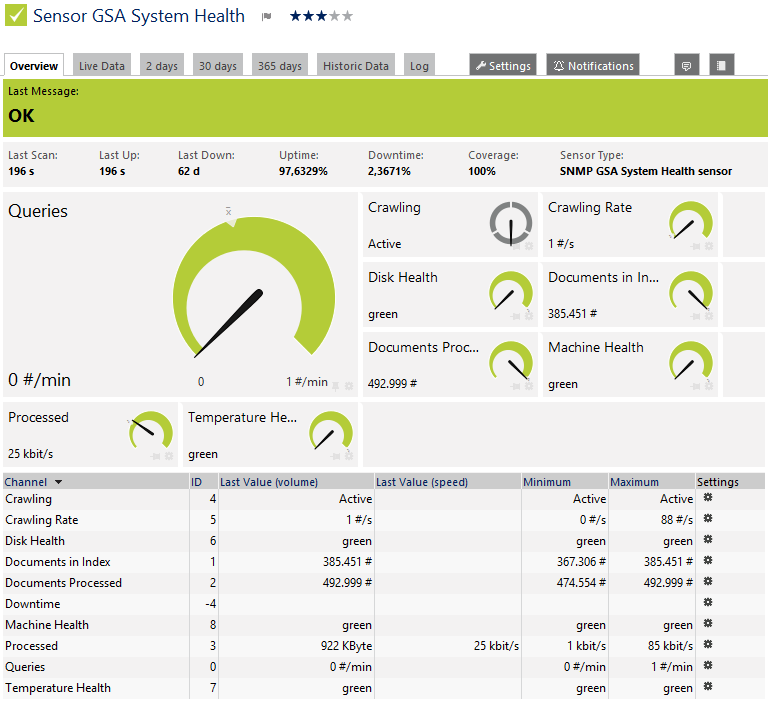 Sensor GSA System Health
Overview Live Data 2 days 30 days 365 days Historic Data Log Settings Notifications
Last Message:
OK
Last Scan: Last Up: Last Down: Uptime: Downtime: Coverage: Sensor Type:
196 s 196 s 62 d 97,6329% 2,3671% 100% SNMP GSA System Health sensor
Queries
x̄
0 #/min
0 1 #/min
Crawling
Active
Crawling Rate
1 #/s
Disk Health
green
Documents in In...
385.451 #
Documents Proc...
492.999 #
Machine Health
green
Processed
25 kbit/s
Temperature He...
green
Channel ID Last Value (volume) Last Value (speed) Minimum Maximum Settings
Crawling 4 Active Active Active
Crawling Rate 5 1 #/s 0 #/s 88 #/s
Disk Health 6 green green green
Documents in Index 1 385.451 # 367.306 # 385.451 #
Documents Processed 2 492.999 # 474.554 # 492.999 #
Downtime -4
Machine Health 8 green green green
Processed 3 922 KByte 25 kbit/s 1 kbit/s 85 kbit/s
Queries 0 0 #/min 0 #/min 1 #/min
Temperature Health 7 green green green